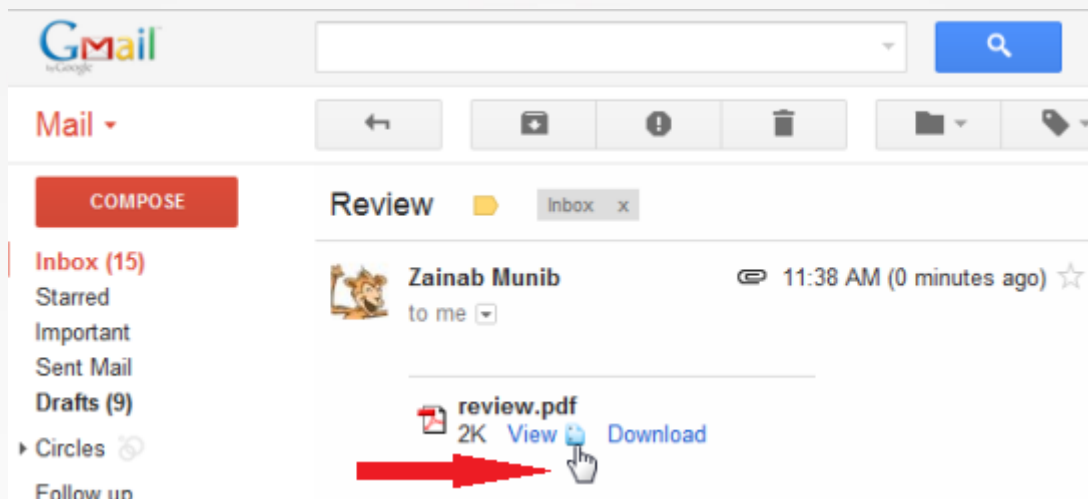 Gmail
by Google
Mail
COMPOSE
Review
Inbox x
Inbox (15)
Starred
Important
Sent Mail
Drafts (9)
Circles
Follow up
Zainab Munib
11:38 AM (0 minutes ago)
to me
review.pdf
2K View Download